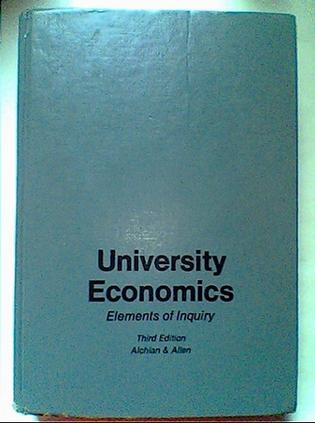 University
Economics
Elements of Inquiry
Third Edition
Alchian & Allen